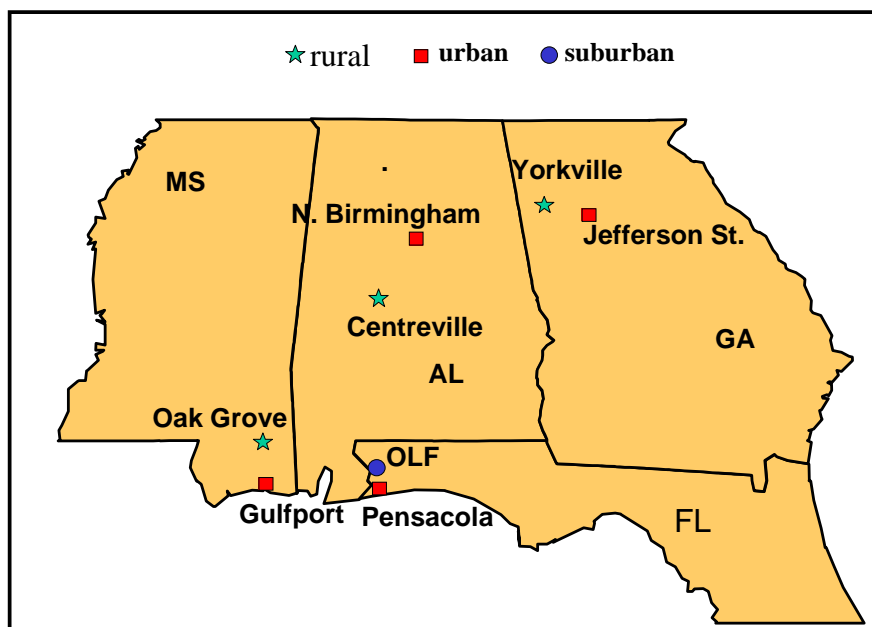 rural urban suburban
MS
Yorkville
N. Birmingham
Jefferson St.
Centreville
GA
AL
Oak Grove
OLF
Gulfport
Pensacola
FL